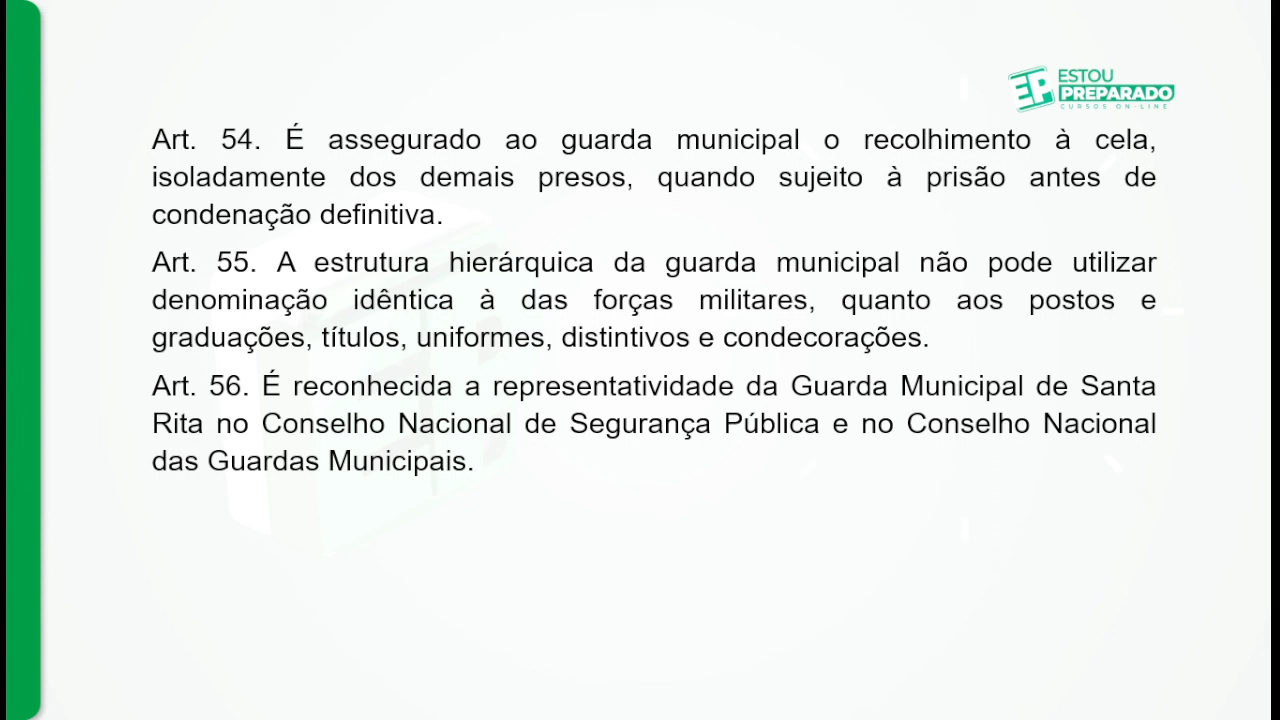 ESTOU
PREPARADO
CURSOS ON-LINE
Art. 54. É assegurado ao guarda municipal o recolhimento à cela,
isoladamente dos demais presos, quando sujeito à prisão antes de
condenação definitiva.
Art. 55. A estrutura hierárquica da guarda municipal não pode utilizar
denominação idêntica à das forças militares, quanto aos postos e
graduações, títulos, uniformes, distintivos e condecorações.
Art. 56. É reconhecida a representatividade da Guarda Municipal de Santa
Rita no Conselho Nacional de Segurança Pública e no Conselho Nacional
das Guardas Municipais.